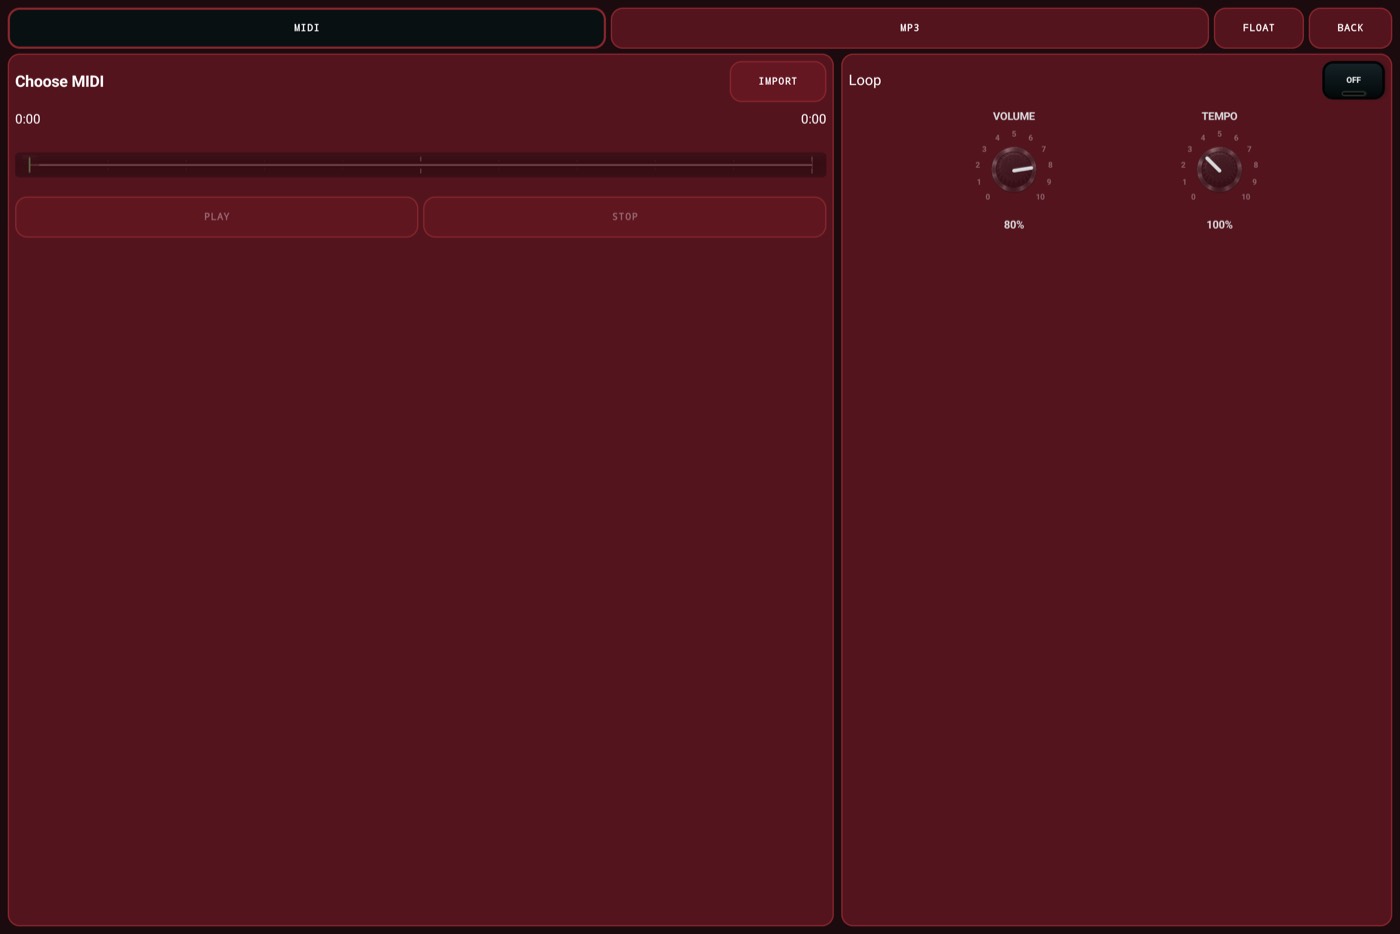 MIDI
MP3
FLOAT
BACK
Choose MIDI
IMPORT
0:00
0:00
PLAY
STOP
Loop
OFF
VOLUME
0 1 2 3 4 5 6 7 8 9 10
80%
TEMPO
0 1 2 3 4 5 6 7 8 9 10
100%